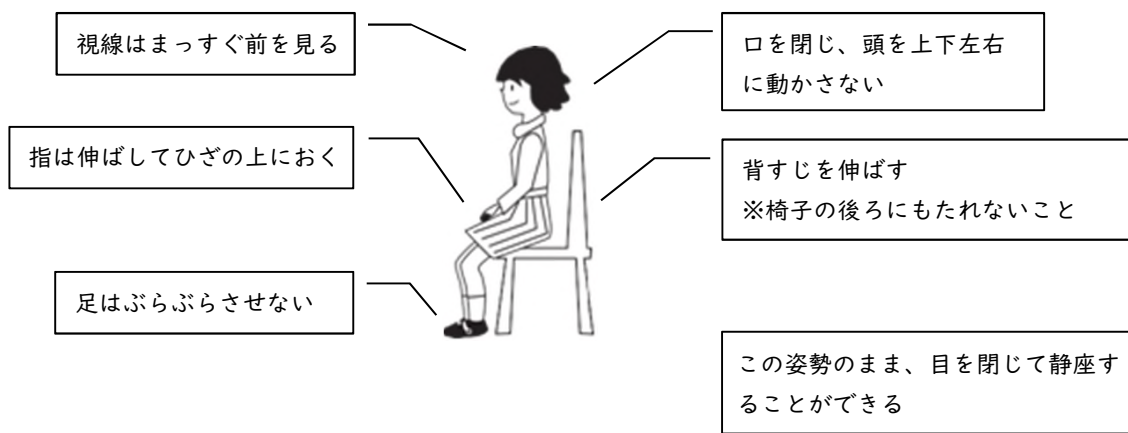 視線はまっすぐ前を見る
口を閉じ、頭を上下左右
に動かさない
指は伸ばしてひざの上におく
背すじを伸ばす
※椅子の後ろにもたれないこと
足はぶらぶらさせない
この姿勢のまま、目を閉じて静座す
ることができる